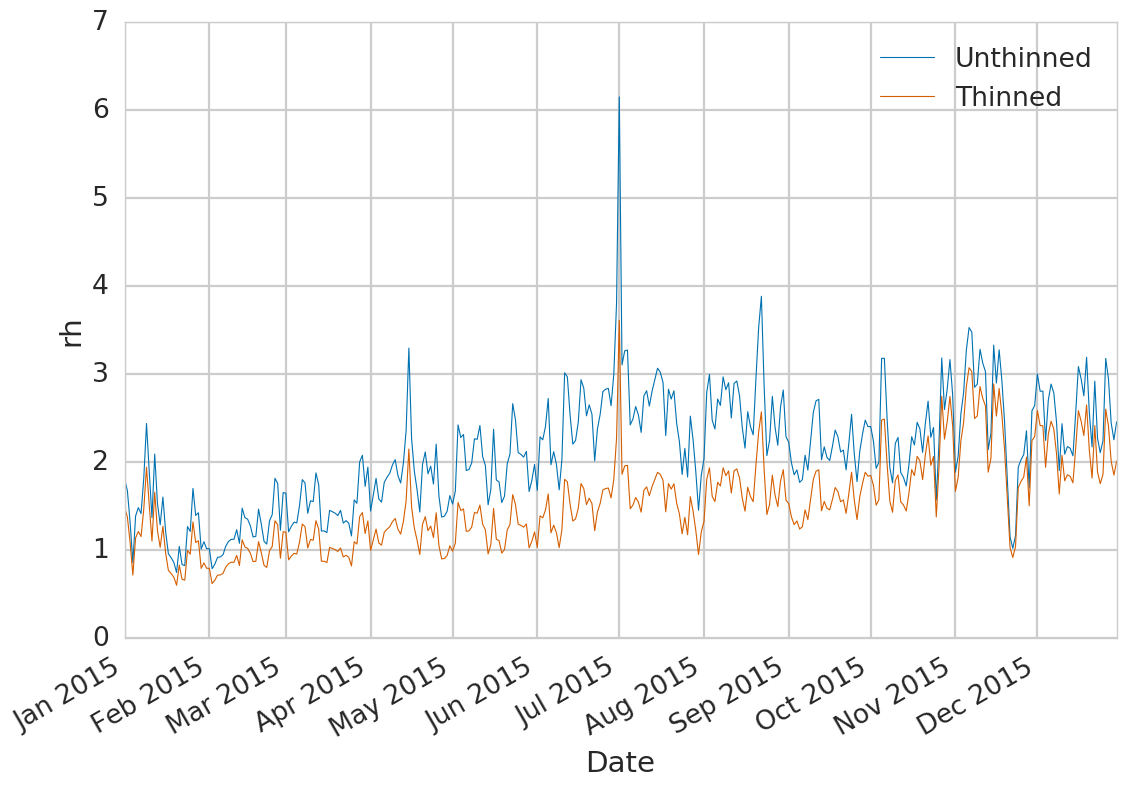 7
6
5
4
3
2
1
0
rh
Unthinned
Thinned
Jan 2015
Feb 2015
Mar 2015
Apr 2015
May 2015
Jun 2015
Jul 2015
Aug 2015
Sep 2015
Oct 2015
Nov 2015
Dec 2015
Date